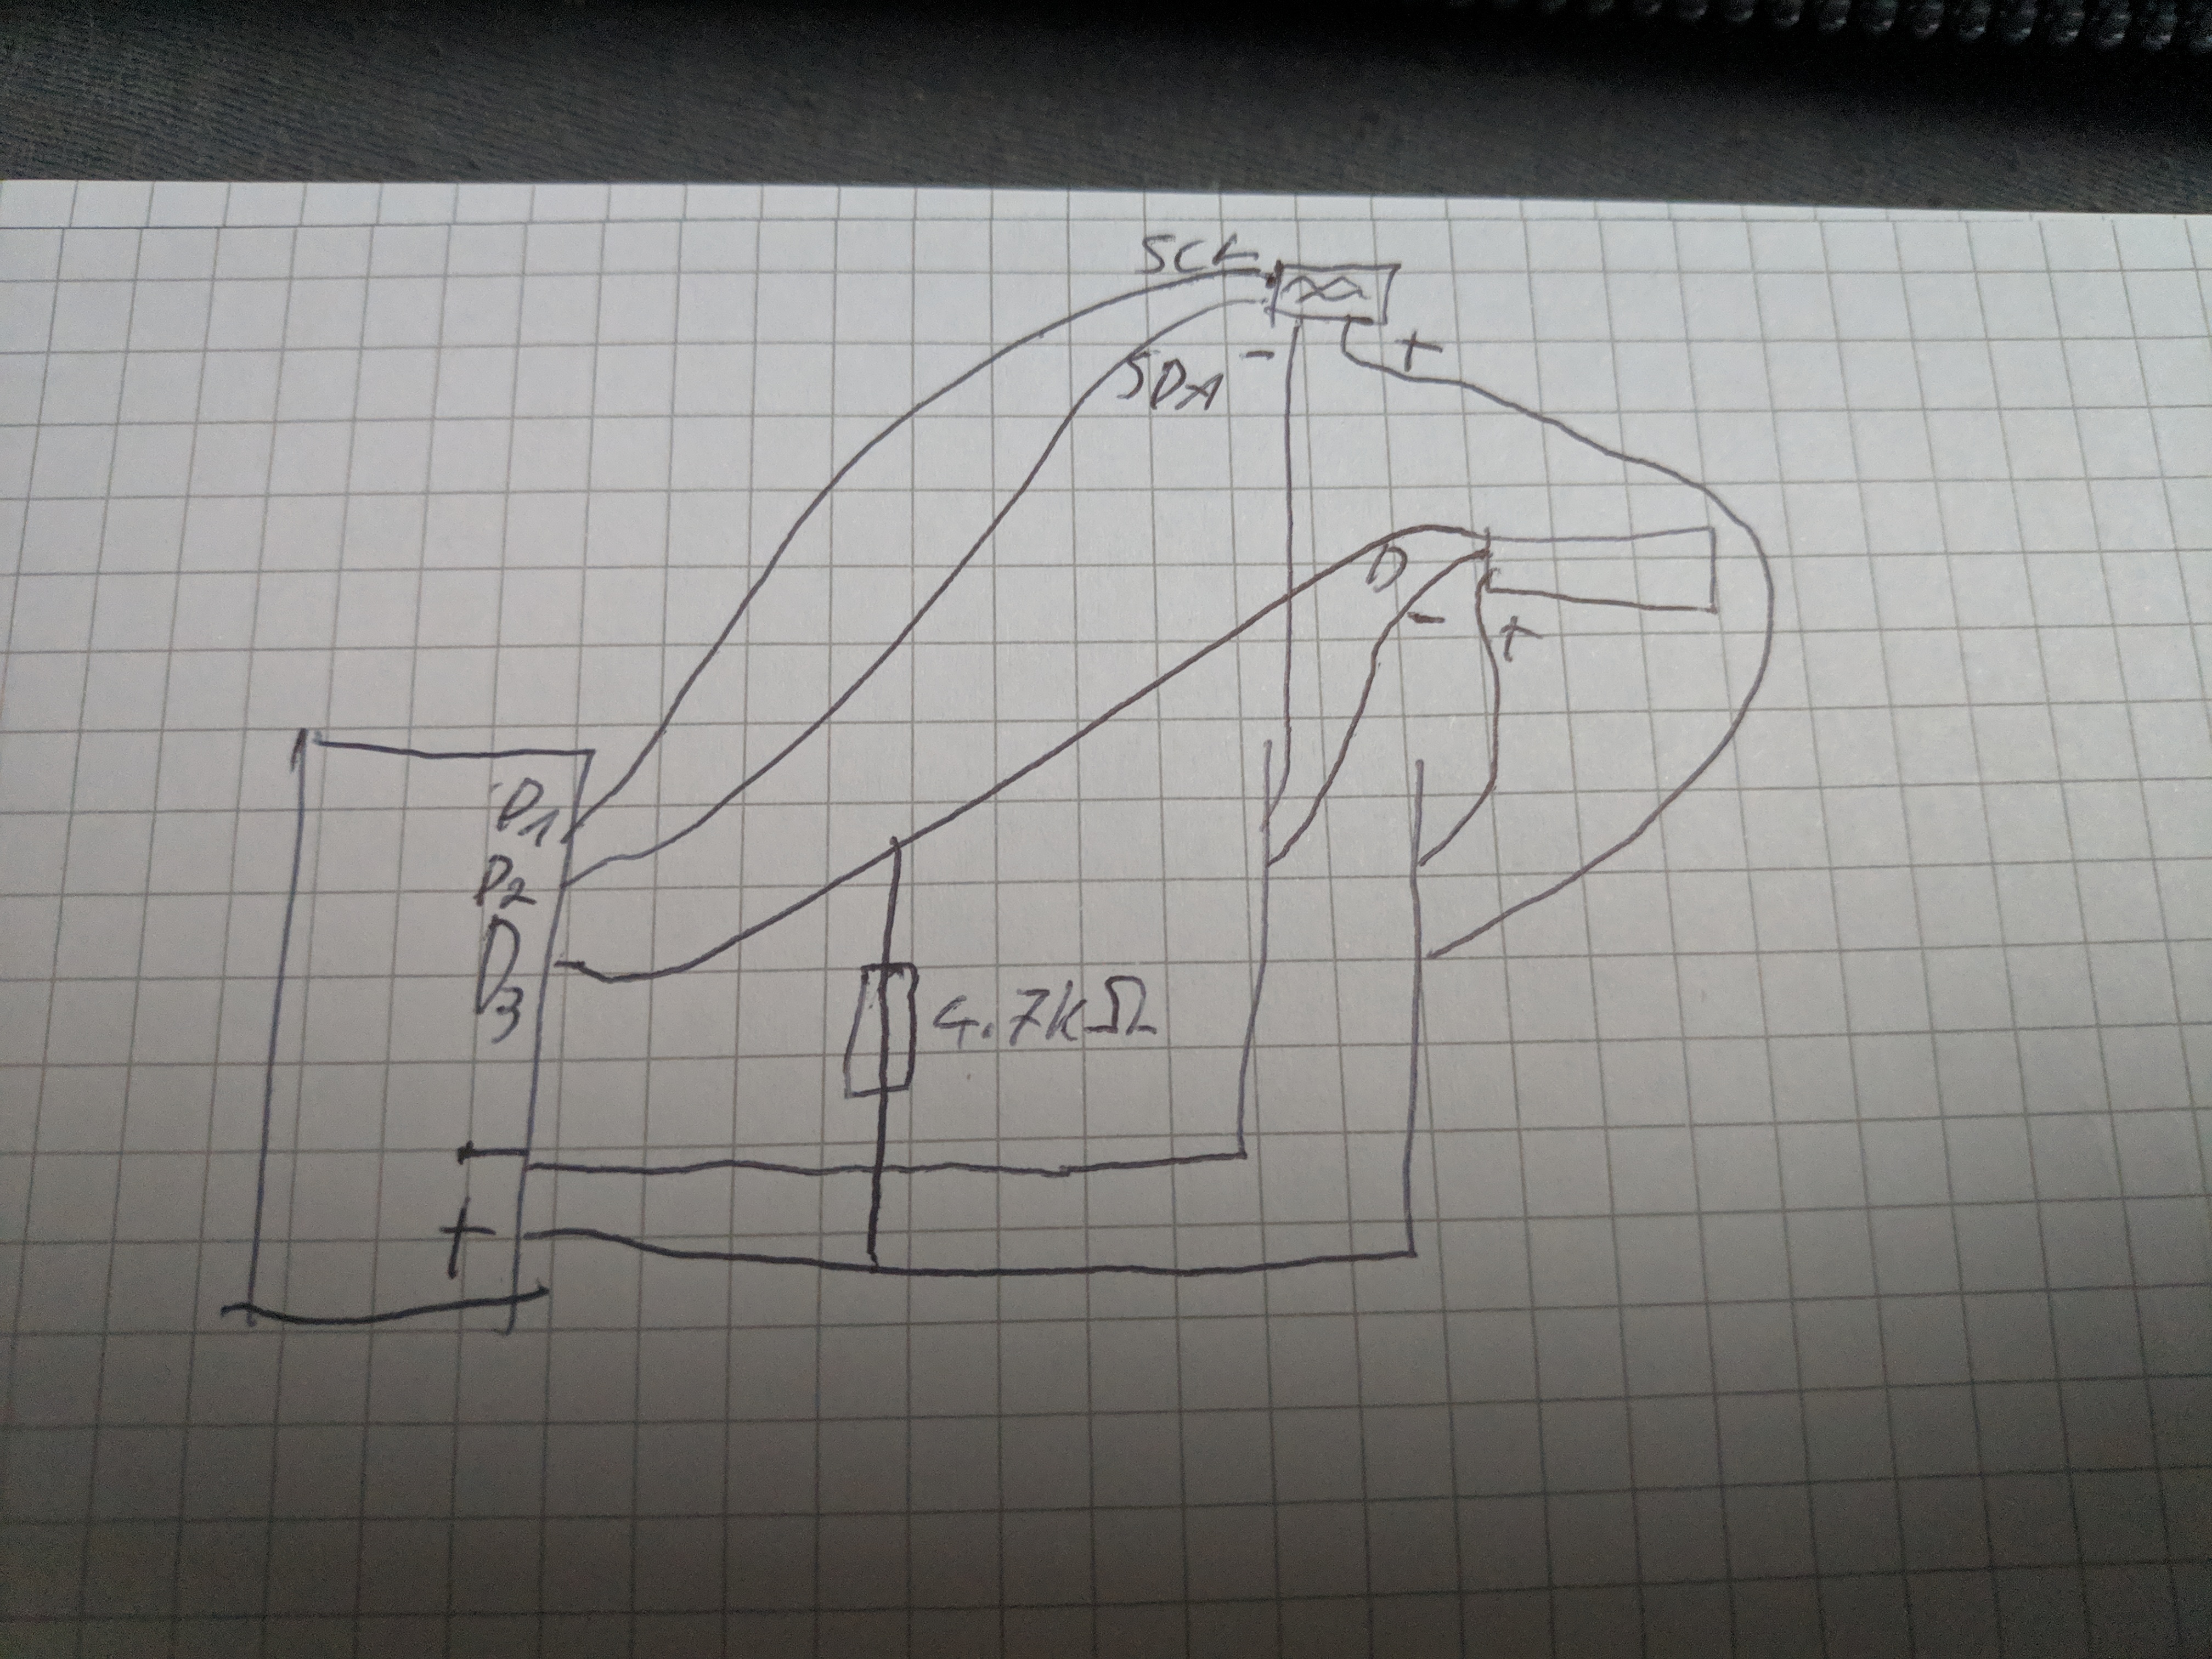 SCL
+
-
SDA
D
-
+
D1
D2
D3
4.7kΩ
-
+